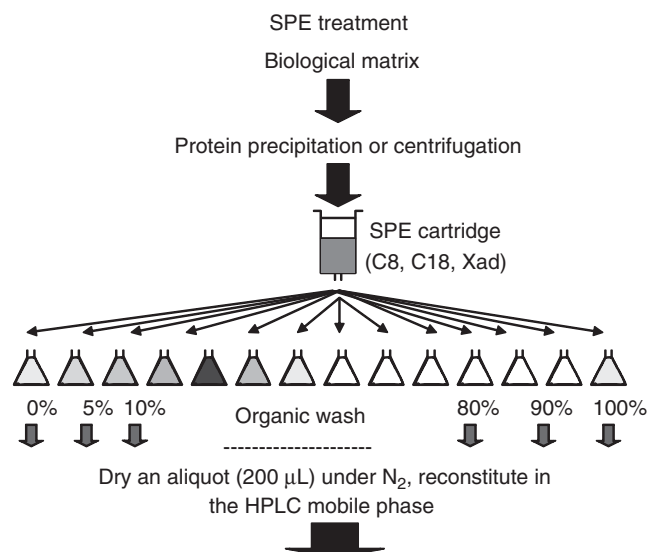 SPE treatment
Biological matrix
Protein precipitation or centrifugation
SPE cartridge
(C8, C18, Xad)
0% 5% 10% Organic wash 80% 90% 100%
Dry an aliquot (200 μL) under N₂, reconstitute in
the HPLC mobile phase